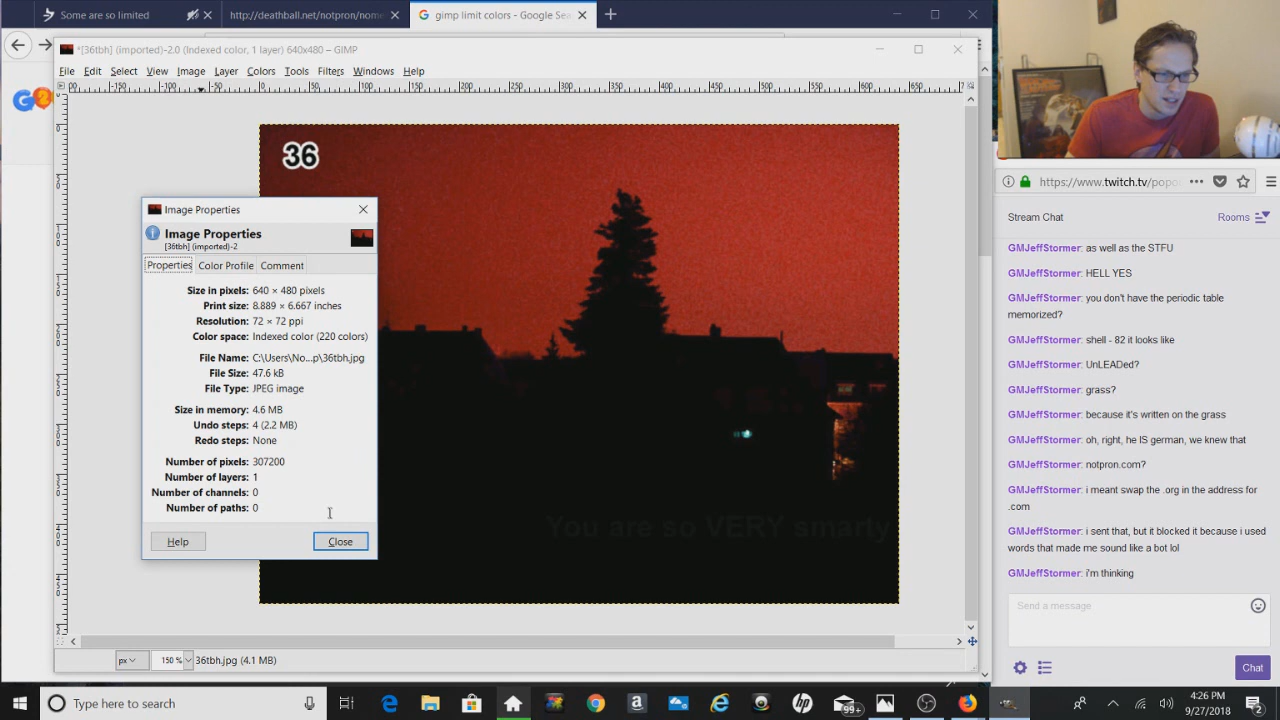 Some are so limited
http://deathball.net/notpron/nomw
gimp limit colors - Google Sea
*[36tbh] (imported)-2.0 (Indexed color, 1 layer) 640x480 – GIMP
File Edit Select View Image Layer Colors Tools Filters Windows Help
36
You are so VERY smarty
Image Properties
Image Properties
[36tbh] (imported)-2
Properties Color Profile Comment
Size in pixels: 640 × 480 pixels
Print size: 8.889 × 6.667 inches
Resolution: 72 × 72 ppi
Color space: Indexed color (220 colors)
File Name: C:\Users\No...p\36tbh.jpg
File Size: 47.6 kB
File Type: JPEG image
Size in memory: 4.6 MB
Undo steps: 4 (2.2 MB)
Redo steps: None
Number of pixels: 307200
Number of layers: 1
Number of channels: 0
Number of paths: 0
Help Close
px 150 % 36tbh.jpg (4.1 MB)
https://www.twitch.tv/popo
Stream Chat Rooms
GMJeffStormer: as well as the STFU
GMJeffStormer: HELL YES
GMJeffStormer: you don't have the periodic table
memorized?
GMJeffStormer: shell - 82 it looks like
GMJeffStormer: UnLEADed?
GMJeffStormer: grass?
GMJeffStormer: because it's written on the grass
GMJeffStormer: oh, right, he IS german, we knew that
GMJeffStormer: notpron.com?
GMJeffStormer: i meant swap the .org in the address for
.com
GMJeffStormer: i sent that, but it blocked it because i used
words that made me sound like a bot lol
GMJeffStormer: i'm thinking
Send a message
Chat
Type here to search
99+
4:26 PM
9/27/2018
2